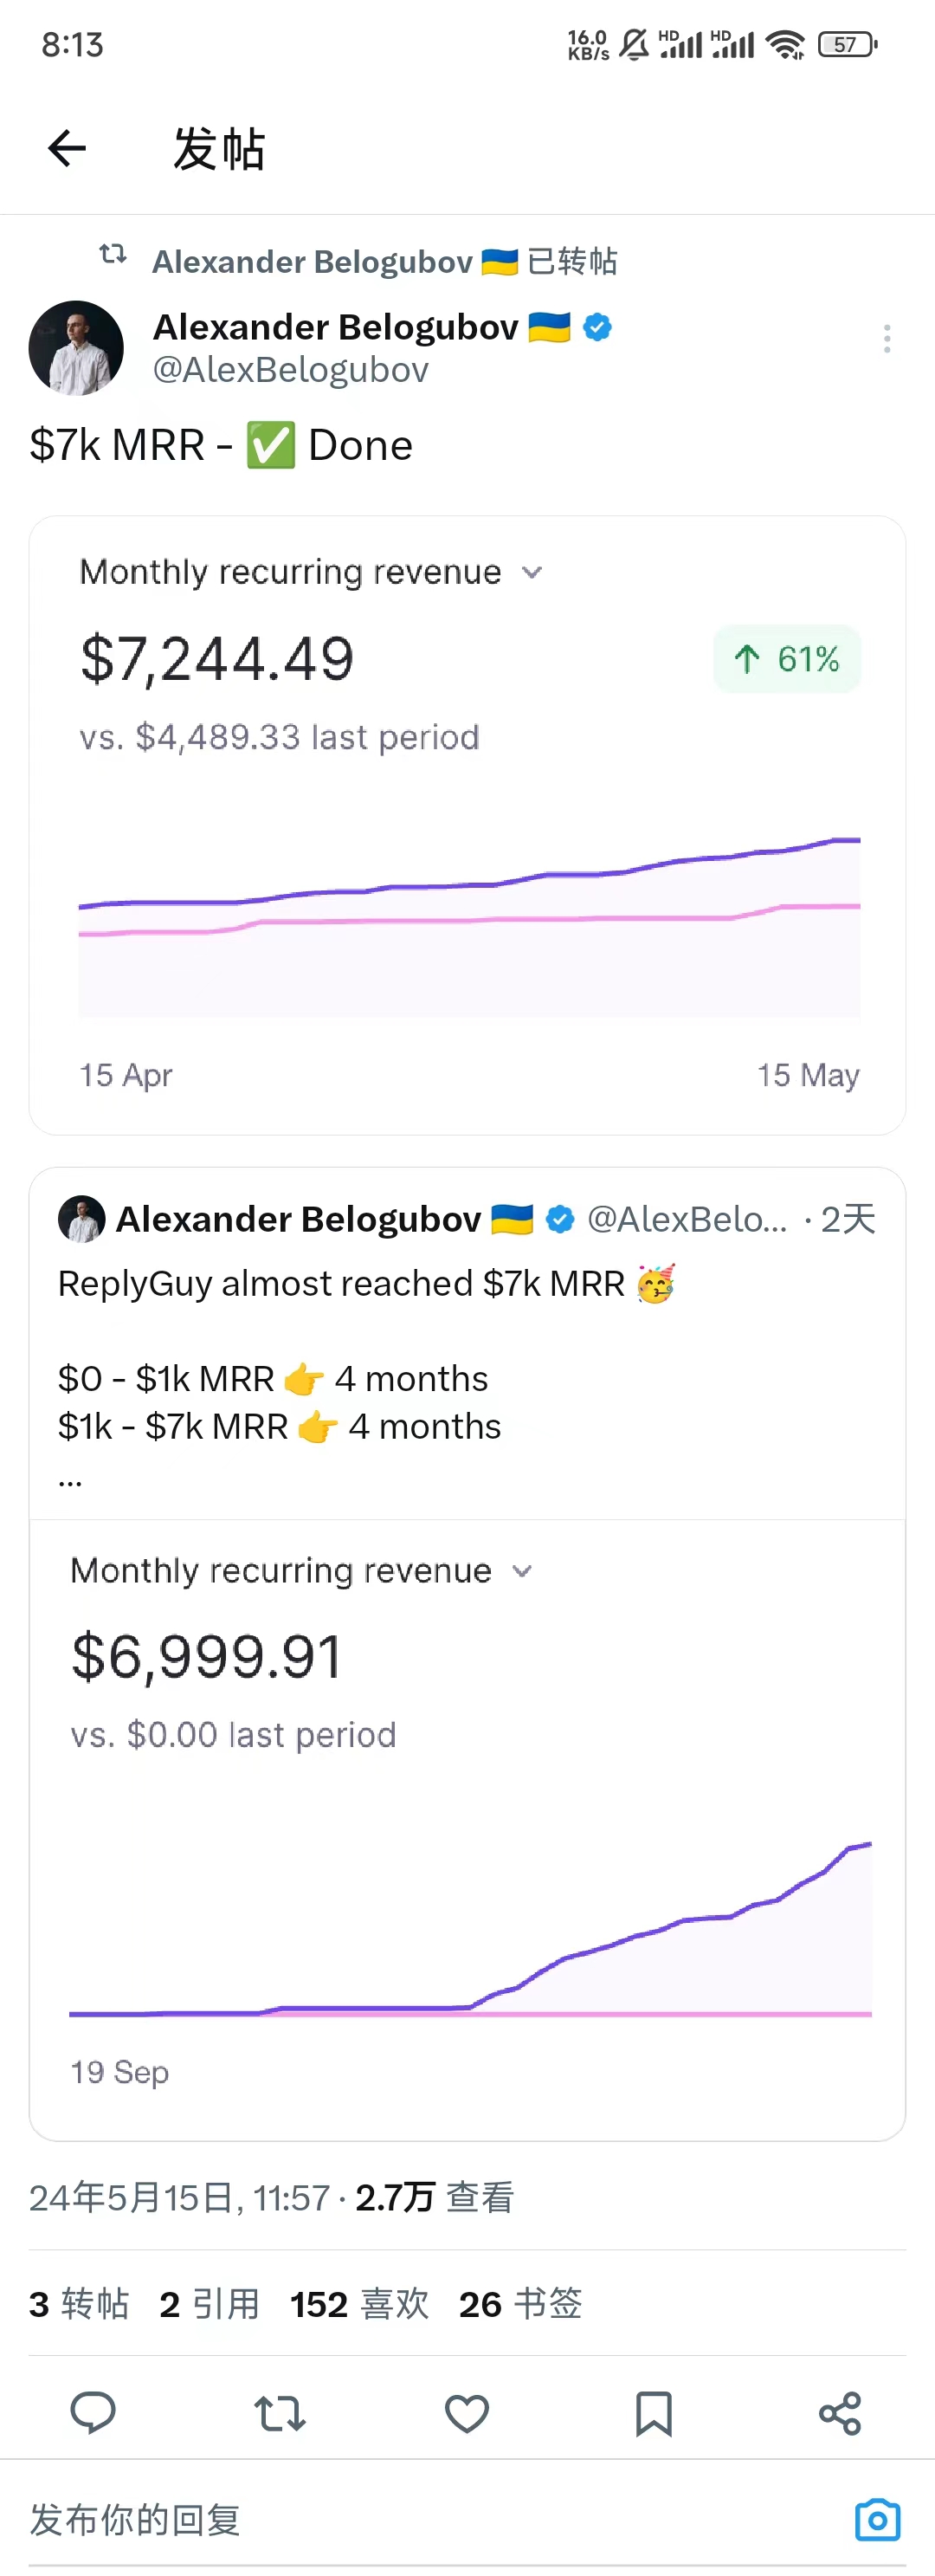 8:13
16.0
KB/s
HD
HD
57
发帖
Alexander Belogubov 🇺🇦 已转帖
Alexander Belogubov 🇺🇦
@AlexBelogubov
$7k MRR - ✅ Done
Monthly recurring revenue
$7,244.49
↑ 61%
vs. $4,489.33 last period
15 Apr
15 May
Alexander Belogubov 🇺🇦 @AlexBelo... · 2天
ReplyGuy almost reached $7k MRR 🥳
$0 - $1k MRR 👉 4 months
$1k - $7k MRR 👉 4 months
...
Monthly recurring revenue
$6,999.91
vs. $0.00 last period
19 Sep
24年5月15日, 11:57 · 2.7万 查看
3 转帖 2 引用 152 喜欢 26 书签
发布你的回复